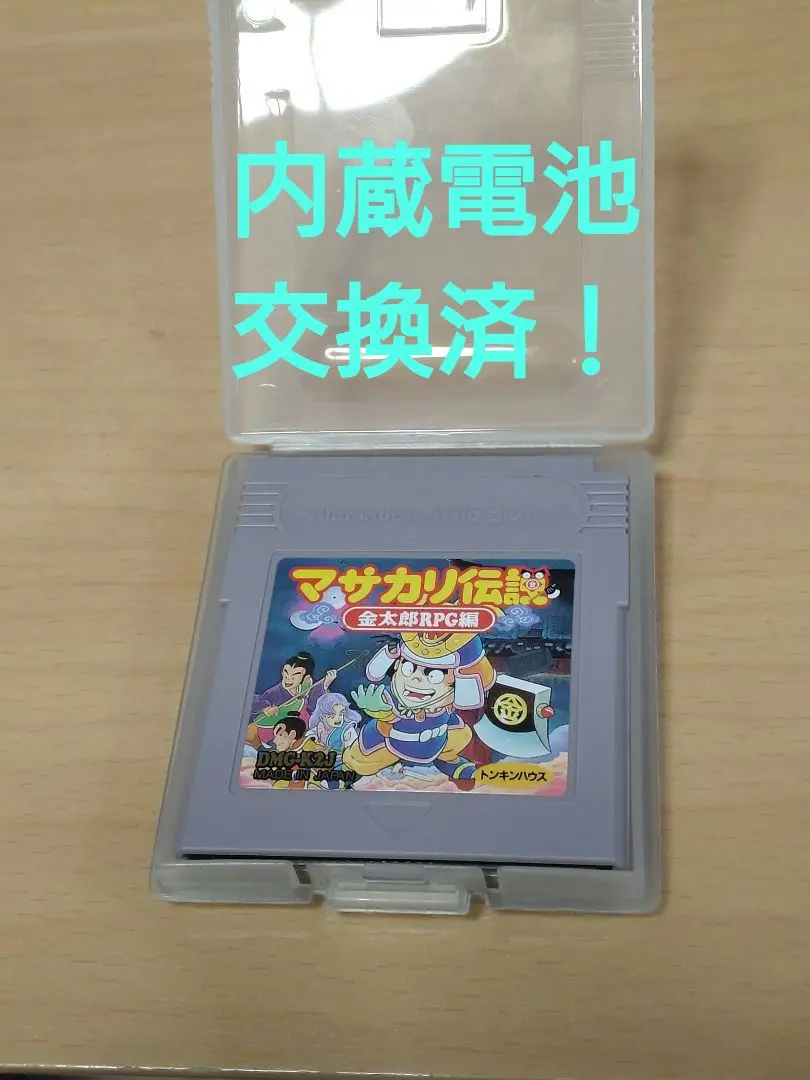 内蔵電池
交換済！
Nintendo GAME BOY
マサカリ伝説
金太郎RPG編
金
DMG-K2J
MADE IN JAPAN
トンキンハウス